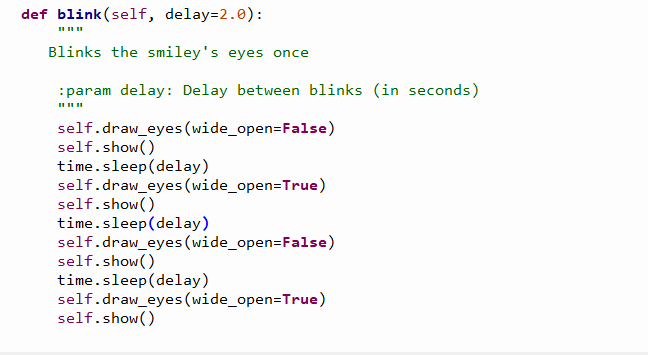 def blink(self, delay=2.0):
    """
   Blinks the smiley's eyes once

    :param delay: Delay between blinks (in seconds)
    """
    self.draw_eyes(wide_open=False)
    self.show()
    time.sleep(delay)
    self.draw_eyes(wide_open=True)
    self.show()
    time.sleep(delay)
    self.draw_eyes(wide_open=False)
    self.show()
    time.sleep(delay)
    self.draw_eyes(wide_open=True)
    self.show()